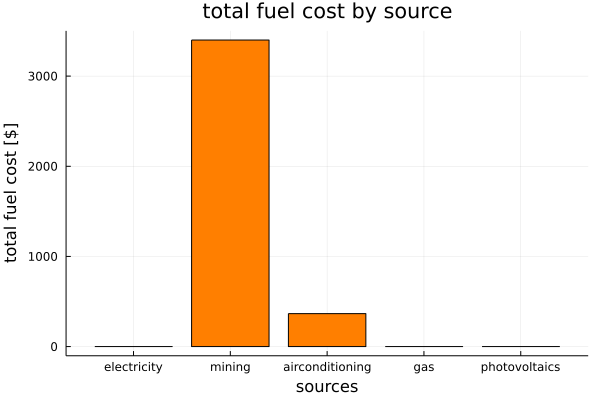 total fuel cost by source
total fuel cost [$]
3000
2000
1000
0
electricity mining airconditioning gas photovoltaics
sources